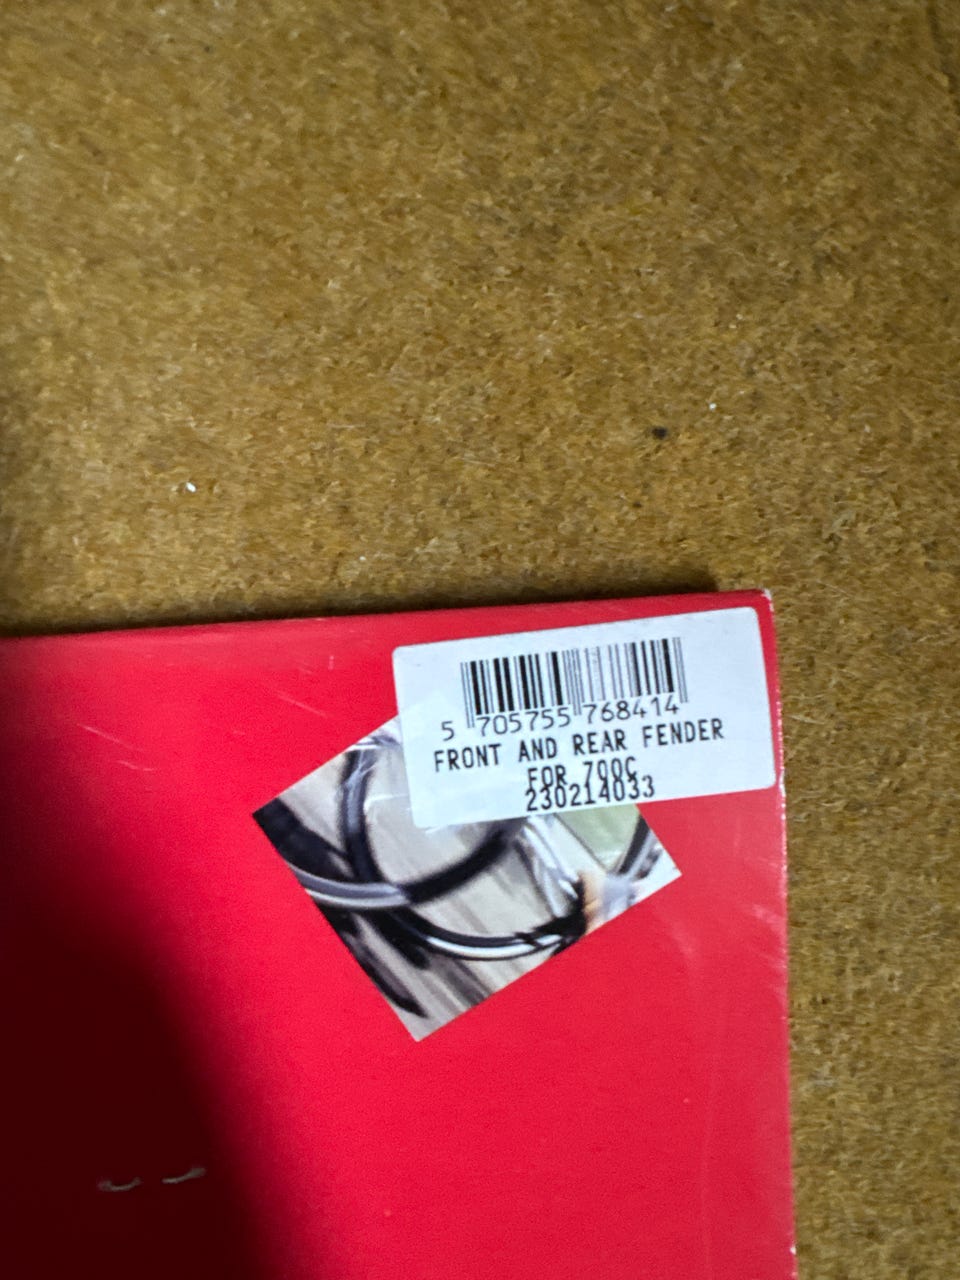 5 705755 768414
FRONT AND REAR FENDER
FOR 700C
230214033